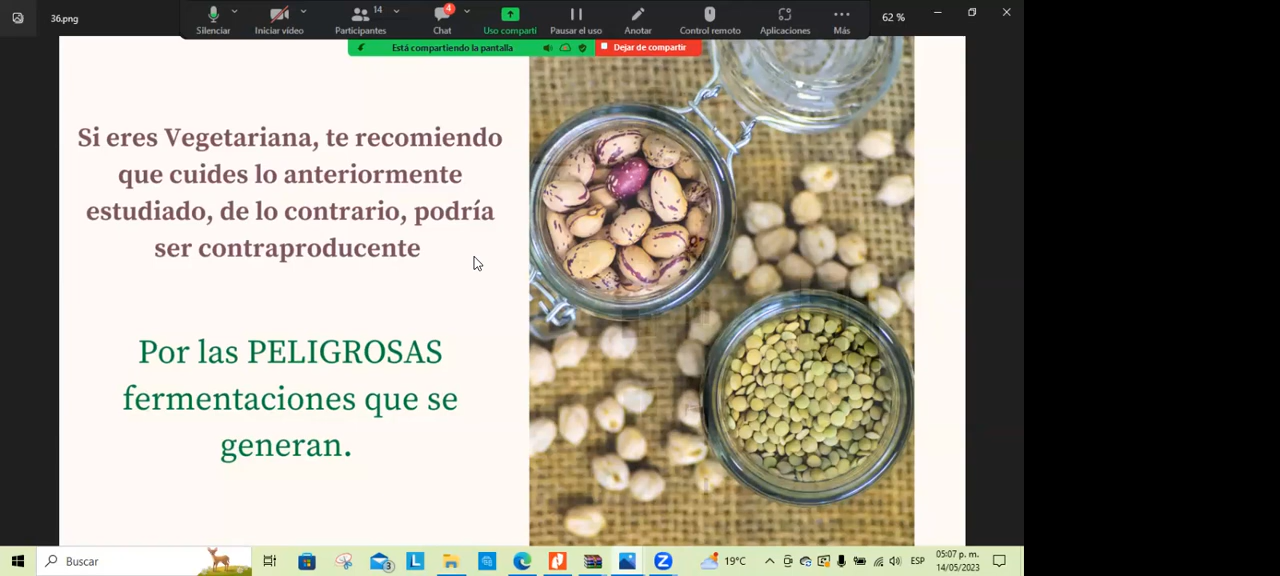 36.png
Silenciar
Iniciar vídeo
14
Participantes
4
Chat
Uso comparti
Pausar el uso
Anotar
Control remoto
Aplicaciones
Más
62 %
Está compartiendo la pantalla
Dejar de compartir
Si eres Vegetariana, te recomiendo
que cuides lo anteriormente
estudiado, de lo contrario, podría
ser contraproducente
Por las PELIGROSAS
fermentaciones que se
generan.
Buscar
3
L
19°C
ESP
05:07 p. m.
14/05/2023